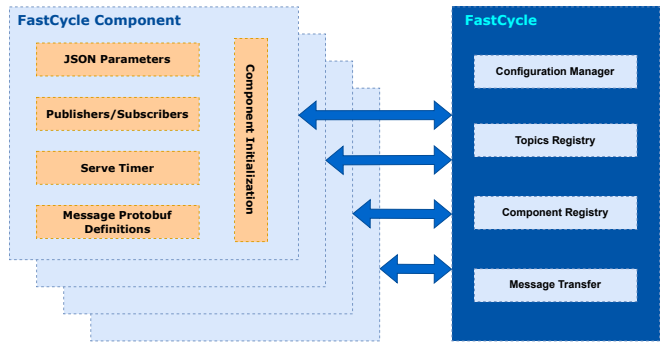 FastCycle Component
JSON Parameters
Publishers/Subscribers
Serve Timer
Message Protobuf
Definitions
Component Initialization
FastCycle
Configuration Manager
Topics Registry
Component Registry
Message Transfer